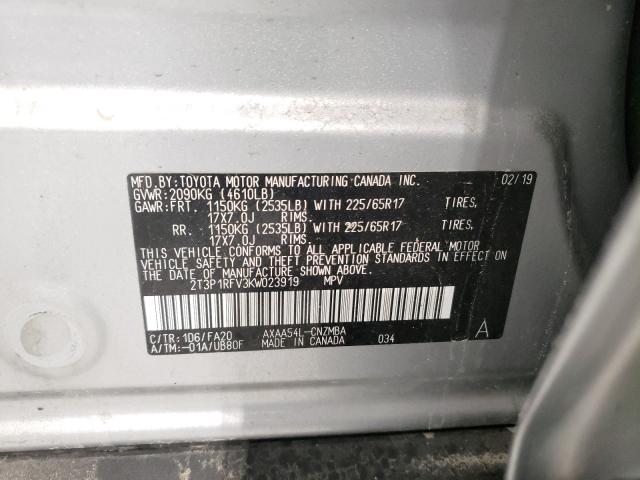 MFD.BY:TOYOTA MOTOR MANUFACTURING CANADA INC. 02/19
GVWR:2090KG (4610LB)
GAWR:FRT. 1150KG (2535LB) WITH 225/65R17 TIRES,
17X7.0J RIMS.
RR. 1150KG (2535LB) WITH 225/65R17 TIRES,
17X7.0J RIMS.
THIS VEHICLE CONFORMS TO ALL APPLICABLE FEDERAL MOTOR
VEHICLE SAFETY AND THEFT PREVENTION STANDARDS IN EFFECT ON
THE DATE OF MANUFACTURE SHOWN ABOVE.
2T3P1RFV3KW023919 MPV
C/TR:1D6/FA20 AXAA54L-CNZMBA
A/TM:-01A/UB80F MADE IN CANADA 034 A